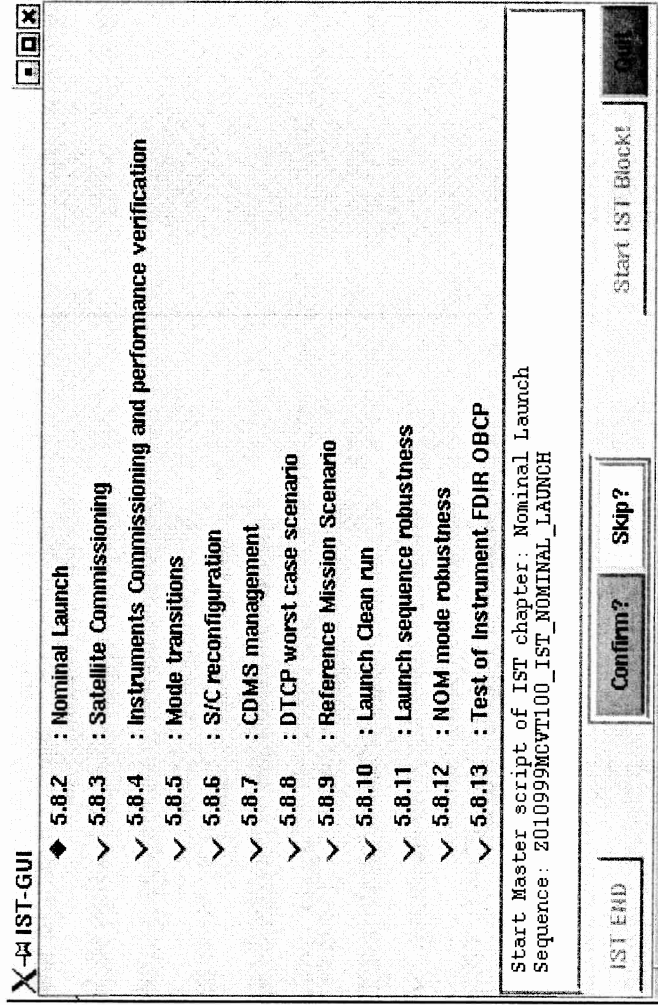 IST-GUI
5.8.2 : Nominal Launch
5.8.3 : Satellite Commissioning
5.8.4 : Instruments Commissioning and performance verification
5.8.5 : Mode transitions
5.8.6 : S/C reconfiguration
5.8.7 : CDMS management
5.8.8 : DTCP worst case scenario
5.8.9 : Reference Mission Scenario
5.8.10 : Launch Clean run
5.8.11 : Launch sequence robustness
5.8.12 : NOM mode robustness
5.8.13 : Test of Instrument FDIR OBCP
Start Master script of IST chapter: Nominal Launch
Sequence: Z010999MCVT100_IST_NOMINAL_LAUNCH
IST END Confirm? Skip? Start IST Block! Quit